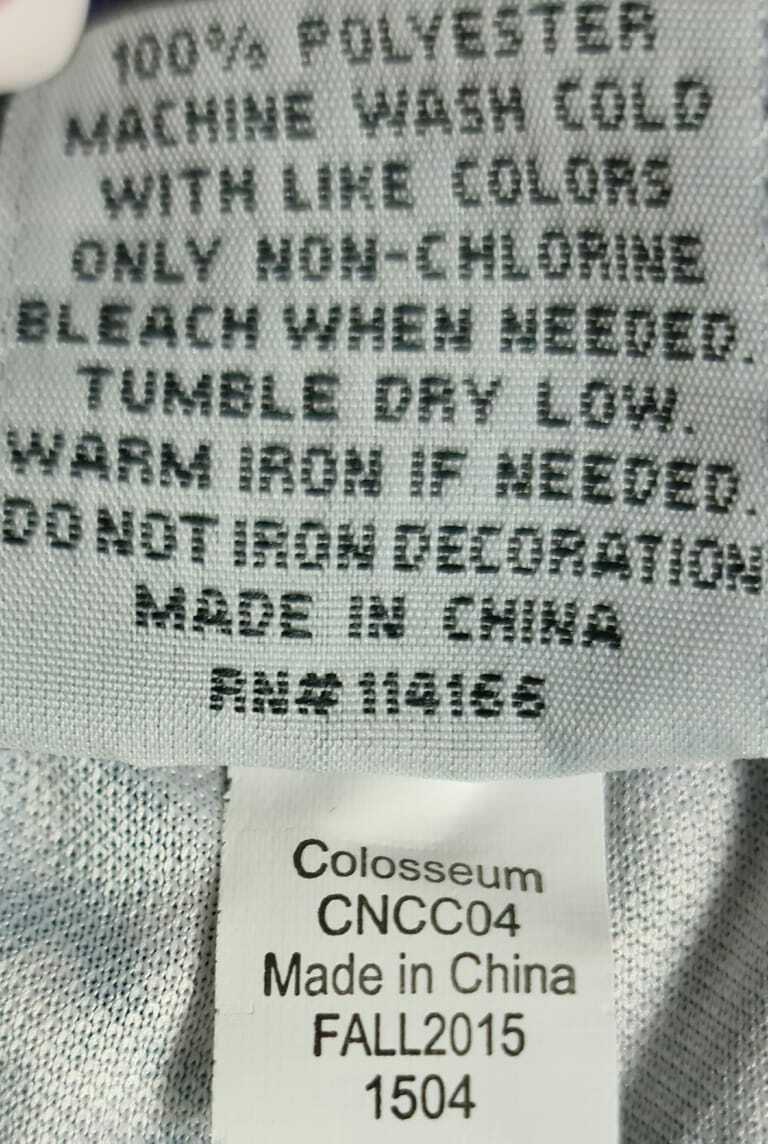 100% POLYESTER
MACHINE WASH COLD
WITH LIKE COLORS
ONLY NON-CHLORINE
BLEACH WHEN NEEDED.
TUMBLE DRY LOW.
WARM IRON IF NEEDED.
DO NOT IRON DECORATION
MADE IN CHINA
RN# 114166
Colosseum
CNCC04
Made in China
FALL2015
1504